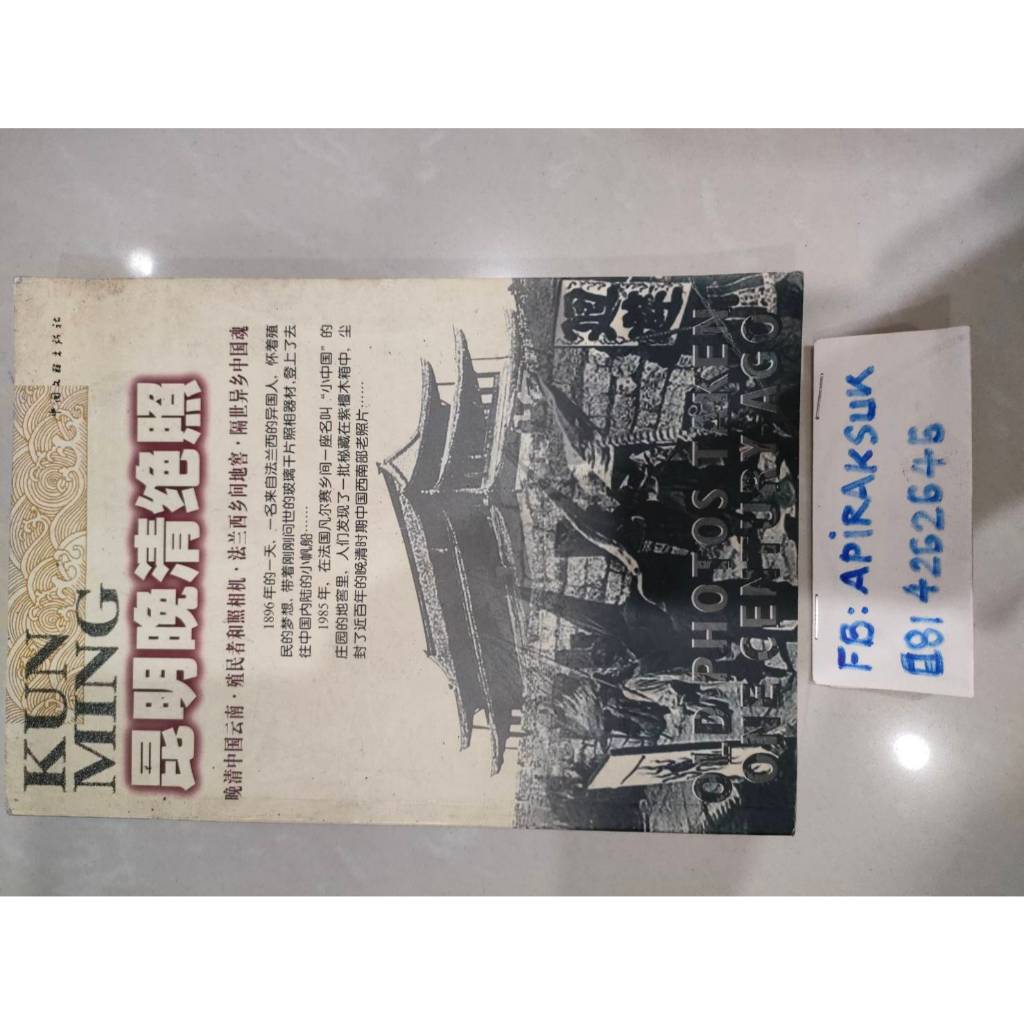 中国文联出版社
KUN
MING
昆明晚清绝照
晚清中国云南·殖民者和照相机·法兰西乡间地窖·隔世异乡中国魂
1896年的一天，一名来自法兰西的异国人，怀着殖
民的梦想，带着刚刚问世的玻璃干片照相器材，登上了去
往中国内陆的小帆船……
1985年，在法国凡尔赛乡间一座名叫“小中国”的
庄园的地窖里，人们发现了一批秘藏在紫檀木箱中，尘
封了近百年的晚清时期中国西南部老照片……
OLD PHOTOS TAKEN
ONE CENTURY AGO
FB: APIRAKSUK
081 4262645